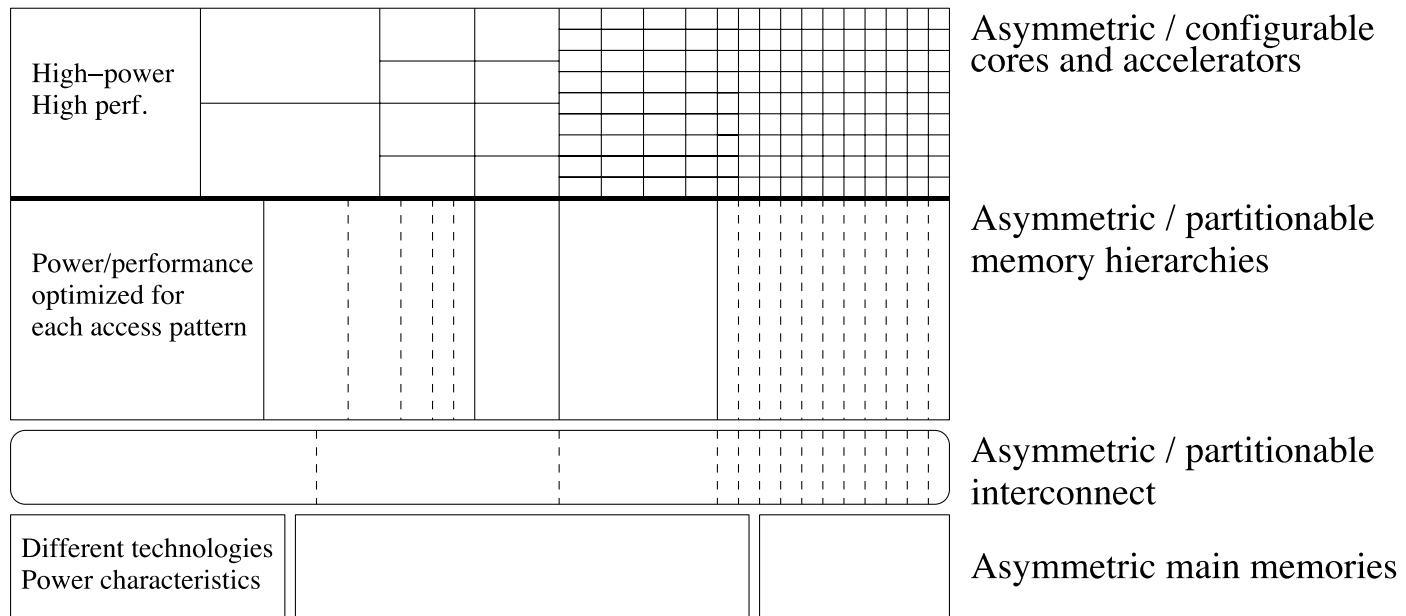 High−power
High perf.
Asymmetric / configurable
cores and accelerators
Power/performance
optimized for
each access pattern
Asymmetric / partitionable
memory hierarchies
Asymmetric / partitionable
interconnect
Different technologies
Power characteristics
Asymmetric main memories